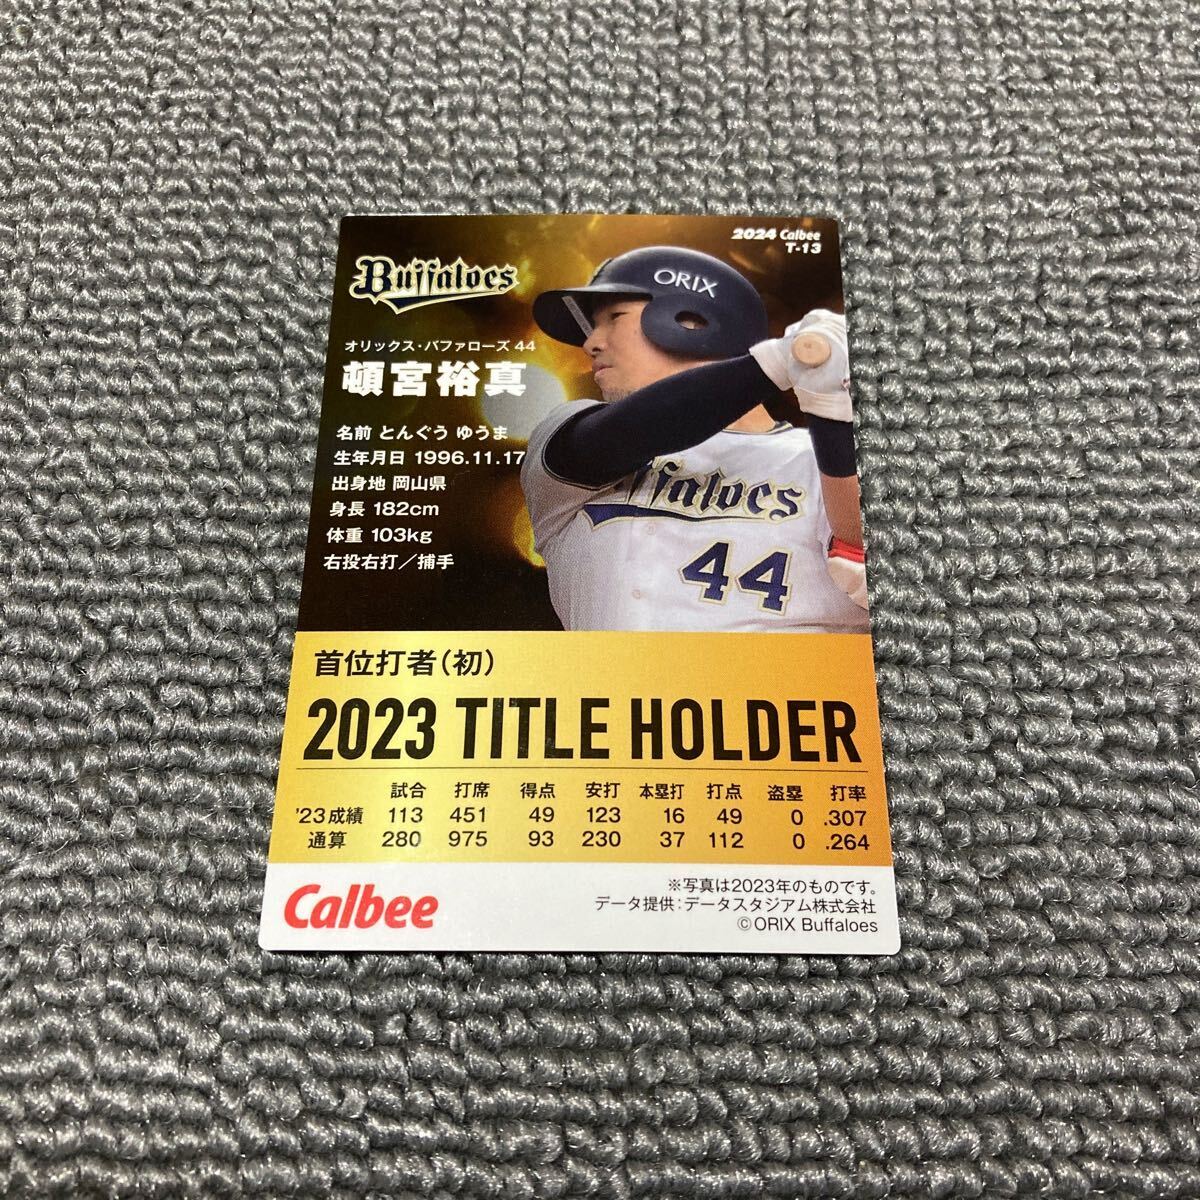 2024 Calbee
T-13
Buffaloes
ORIX
オリックス・バファローズ 44
頓宮裕真
名前 とんぐう ゆうま
生年月日 1996.11.17
出身地 岡山県
身長 182cm
体重 103kg
右投右打／捕手
ffaloes
44
首位打者(初)
2023 TITLE HOLDER
試合 打席 得点 安打 本塁打 打点 盗塁 打率
'23成績 113 451 49 123 16 49 0 .307
通算 280 975 93 230 37 112 0 .264
Calbee
※写真は2023年のものです。
データ提供：データスタジアム株式会社
©ORIX Buffaloes